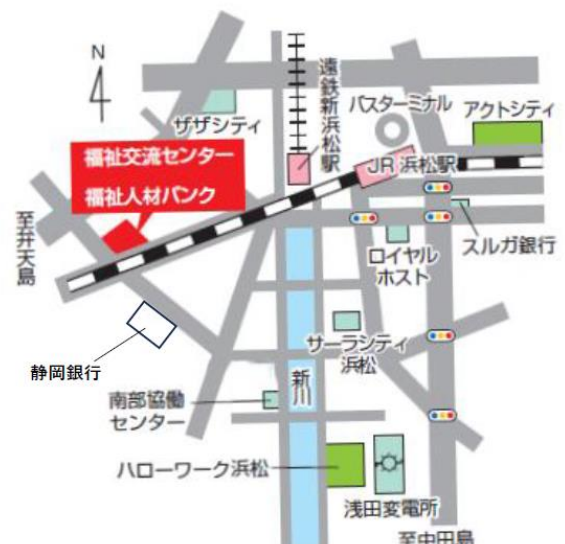 N
ザザシティ
遠鉄新浜松駅
バスターミナル
アクトシティ
福祉交流センター
福祉人材バンク
JR 浜松駅
至弁天島
ロイヤル
ホスト
スルガ銀行
静岡銀行
サーラシティ
浜松
新川
南部協働
センター
ハローワーク浜松
浅田変電所
至中田島